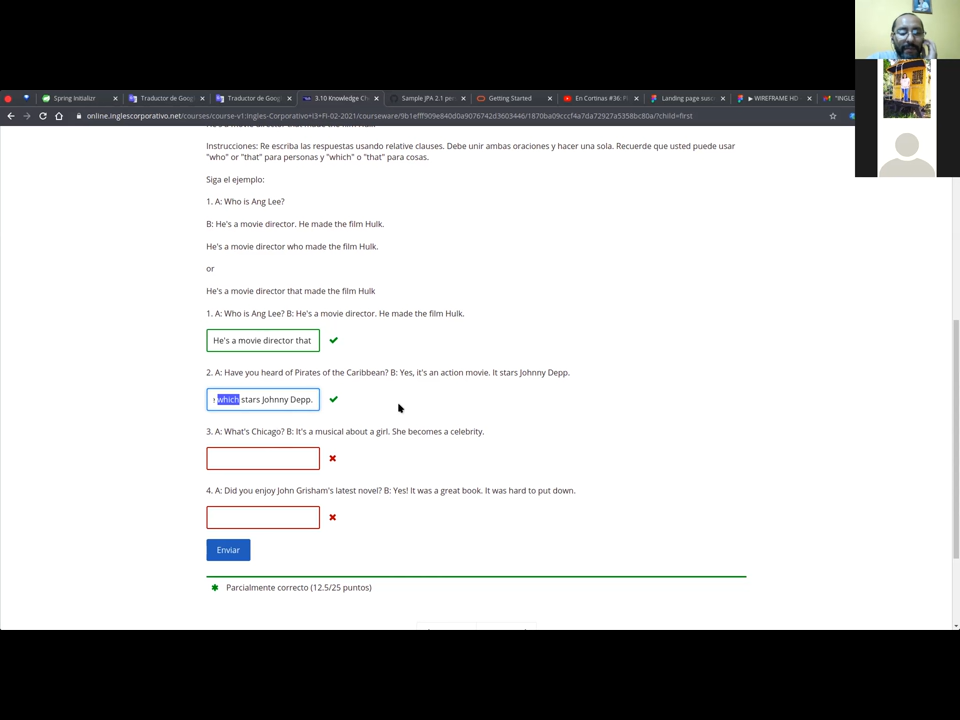 Spring Initializr
Traductor de Goog
Traductor de Goog
3.10 Knowledge Ch
Sample JPA 2.1 per
Getting Started
En Cortinas #36: P
Landing page susc
▶ WIREFRAME HD
"INGLE
online.inglescorporativo.net/courses/course-v1:Ingles-Corporativo+I3+FI-02-2021/courseware/9b1efff909e840d0a9076742d3603446/1870ba09cccf4a7da72927a5358bc80a/?child=first
Instrucciones: Re escriba las respuestas usando relative clauses. Debe unir ambas oraciones y hacer una sola. Recuerde que usted puede usar
"who" or "that" para personas y "which" o "that" para cosas.
Siga el ejemplo:
1. A: Who is Ang Lee?
B: He's a movie director. He made the film Hulk.
He's a movie director who made the film Hulk.
or
He's a movie director that made the film Hulk
1. A: Who is Ang Lee? B: He's a movie director. He made the film Hulk.
He's a movie director that
2. A: Have you heard of Pirates of the Caribbean? B: Yes, it's an action movie. It stars Johnny Depp.
which stars Johnny Depp.
3. A: What's Chicago? B: It's a musical about a girl. She becomes a celebrity.
4. A: Did you enjoy John Grisham's latest novel? B: Yes! It was a great book. It was hard to put down.
Enviar
Parcialmente correcto (12.5/25 puntos)